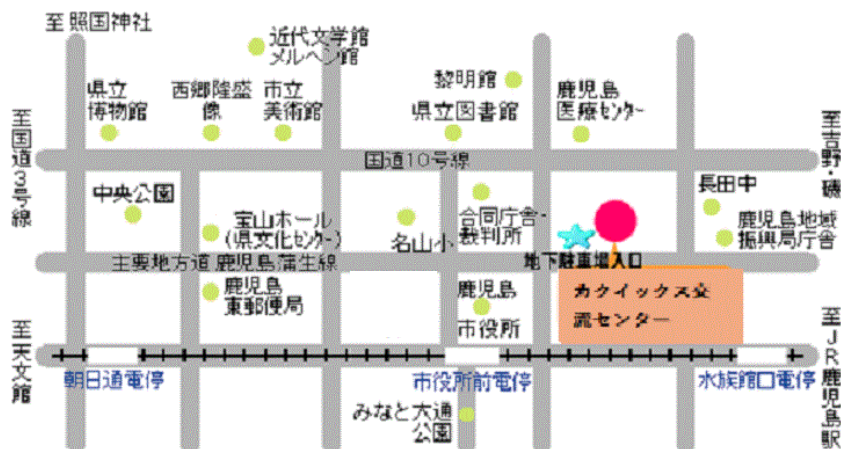 至 照国神社
近代文学館
メルヘン館
黎明館
県立
博物館
西郷隆盛
像
市立
美術館
県立図書館
鹿児島
医療センター
至国道3号線
国道10号線
至吉野・磯
中央公園
宝山ホール
(県文化センター)
名山小
合同庁舎・
裁判所
長田中
鹿児島地域
振興局庁舎
主要地方道 鹿児島蒲生線
地下駐車場入口
鹿児島
東郵便局
鹿児島
市役所
カクイックス交
流センター
至天文館
至JR鹿児島駅
朝日通電停
市役所前電停
水族館口電停
みなと大通
公園